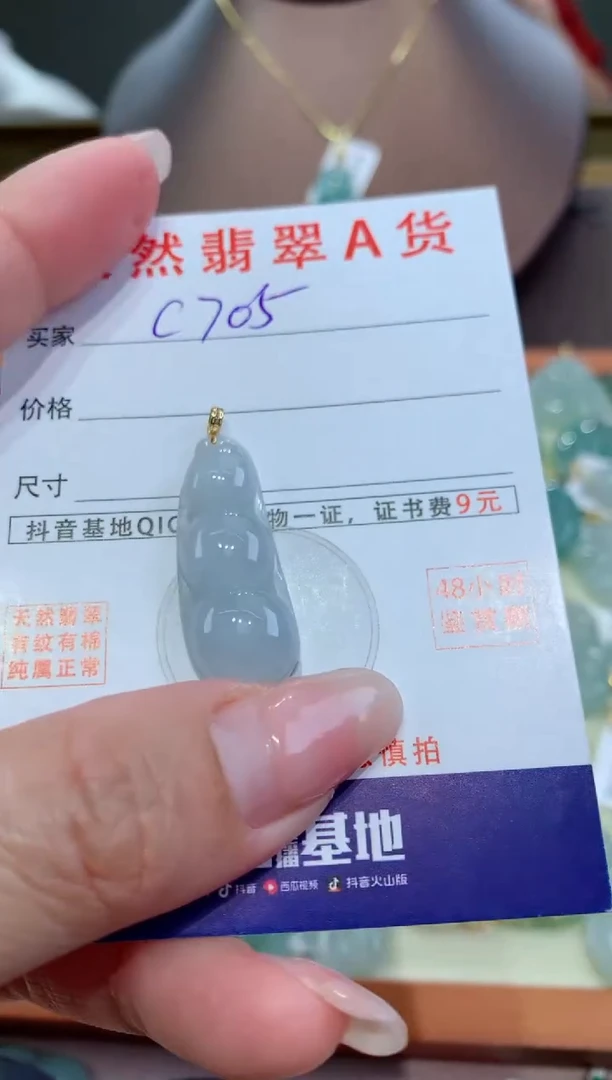 然翡翠A货
买家 C705
价格
尺寸
抖音基地QIC 物一证，证书费9元
天然翡翠
有纹有棉
纯属正常
48小时
慎拍
播基地
抖音 西瓜视频 抖音火山版